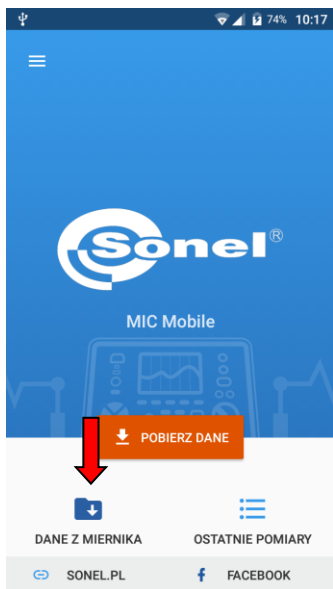 74% 10:17
Sonel®
MIC Mobile
POBIERZ DANE
DANE Z MIERNIKA OSTATNIE POMIARY
SONEL.PL FACEBOOK